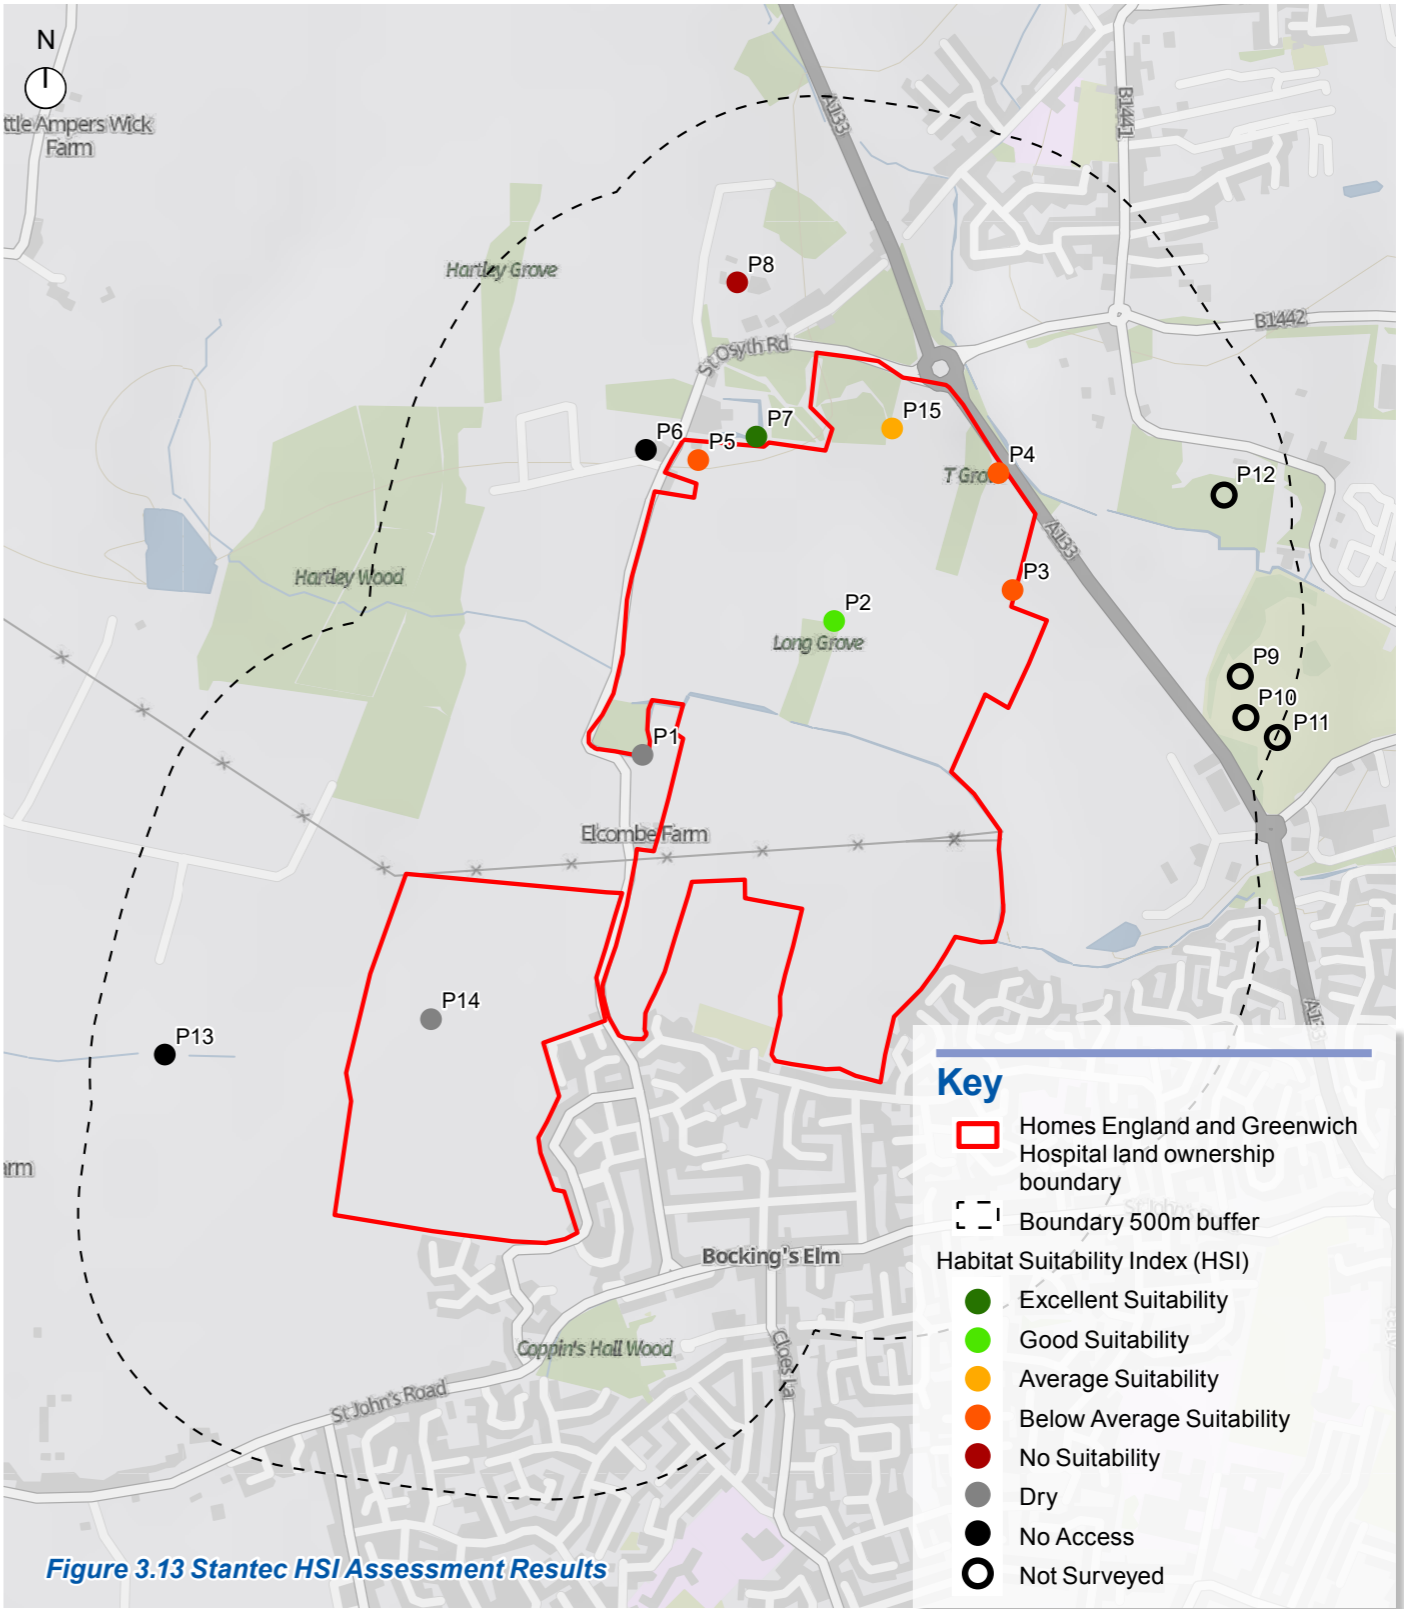 N
ttle Ampers Wick
Farm
A133
B1441
Hartley Grove
P8
B1442
St Osyth Rd
P15
P7
P6
P5
P4
P12
Hartley Wood
A133
P3
P2
Long Grove
P9
P10
P11
P1
Elcombe Farm
P14
P13
arm
Bocking's Elm
Coppin's Hall Wood
Cloes La
St John's Road
Key
Homes England and Greenwich
Hospital land ownership
boundary
Boundary 500m buffer
Habitat Suitability Index (HSI)
Excellent Suitability
Good Suitability
Average Suitability
Below Average Suitability
No Suitability
Dry
No Access
Not Surveyed
Figure 3.13 Stantec HSI Assessment Results